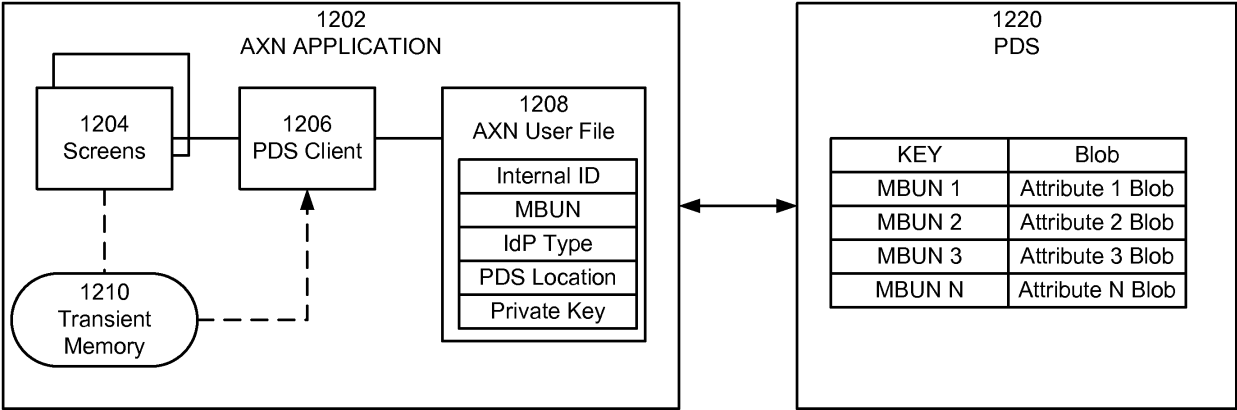 1202
AXN APPLICATION
1204
Screens
1206
PDS Client
1208
AXN User File
Internal ID
MBUN
IdP Type
PDS Location
Private Key
1210
Transient
Memory
1220
PDS
KEY Blob
MBUN 1 Attribute 1 Blob
MBUN 2 Attribute 2 Blob
MBUN 3 Attribute 3 Blob
MBUN N Attribute N Blob